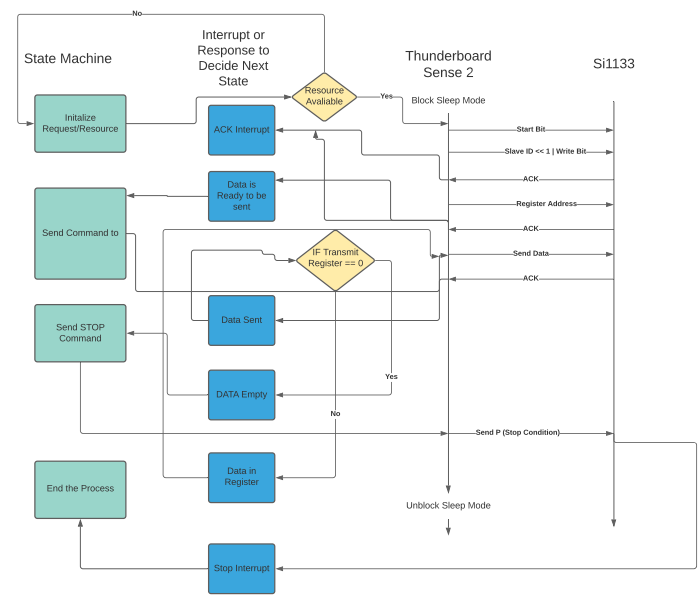 No
State Machine
Interrupt or
Response to
Decide Next
State
Thunderboard
Sense 2
Si1133
Resource
Avaliable
Yes
Block Sleep Mode
Initalize
Request/Resource
ACK Interrupt
Start Bit
Slave ID << 1 | Write Bit
ACK
Data is
Ready to be
sent
Register Address
Send Command to
ACK
IF Transmit
Register == 0
Send Data
ACK
Data Sent
Send STOP
Command
Yes
DATA Empty
No
Send P (Stop Condition)
Data in
Register
End the Process
Unblock Sleep Mode
Stop Interrupt